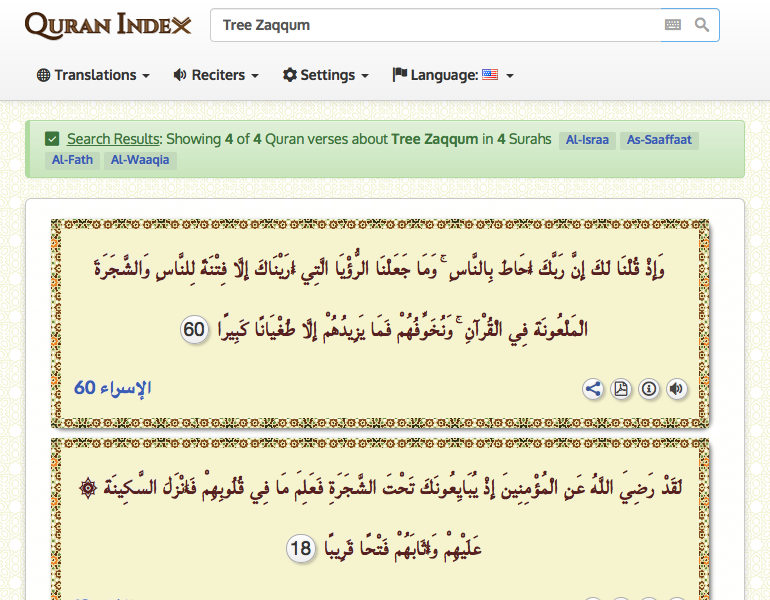 QURAN INDEX
Tree Zaqqum
Translations Reciters Settings Language:
Search Results: Showing 4 of 4 Quran verses about Tree Zaqqum in 4 Surahs Al-Israa As-Saaffaat
Al-Fath Al-Waaqia
وَإِذْ قُلْنَا لَكَ إِنَّ رَبَّكَ أَحَاطَ بِالنَّاسِ ۚ وَمَا جَعَلْنَا الرُّؤْيَا الَّتِي أَرَيْنَاكَ إِلَّا فِتْنَةً لِلنَّاسِ وَالشَّجَرَةَ
الْمَلْعُونَةَ فِي الْقُرْآنِ ۚ وَنُخَوِّفُهُمْ فَمَا يَزِيدُهُمْ إِلَّا طُغْيَانًا كَبِيرًا 60
الإسراء 60
۞ لَقَدْ رَضِيَ اللَّهُ عَنِ الْمُؤْمِنِينَ إِذْ يُبَايِعُونَكَ تَحْتَ الشَّجَرَةِ فَعَلِمَ مَا فِي قُلُوبِهِمْ فَأَنْزَلَ السَّكِينَةَ
عَلَيْهِمْ وَأَثَابَهُمْ فَتْحًا قَرِيبًا 18